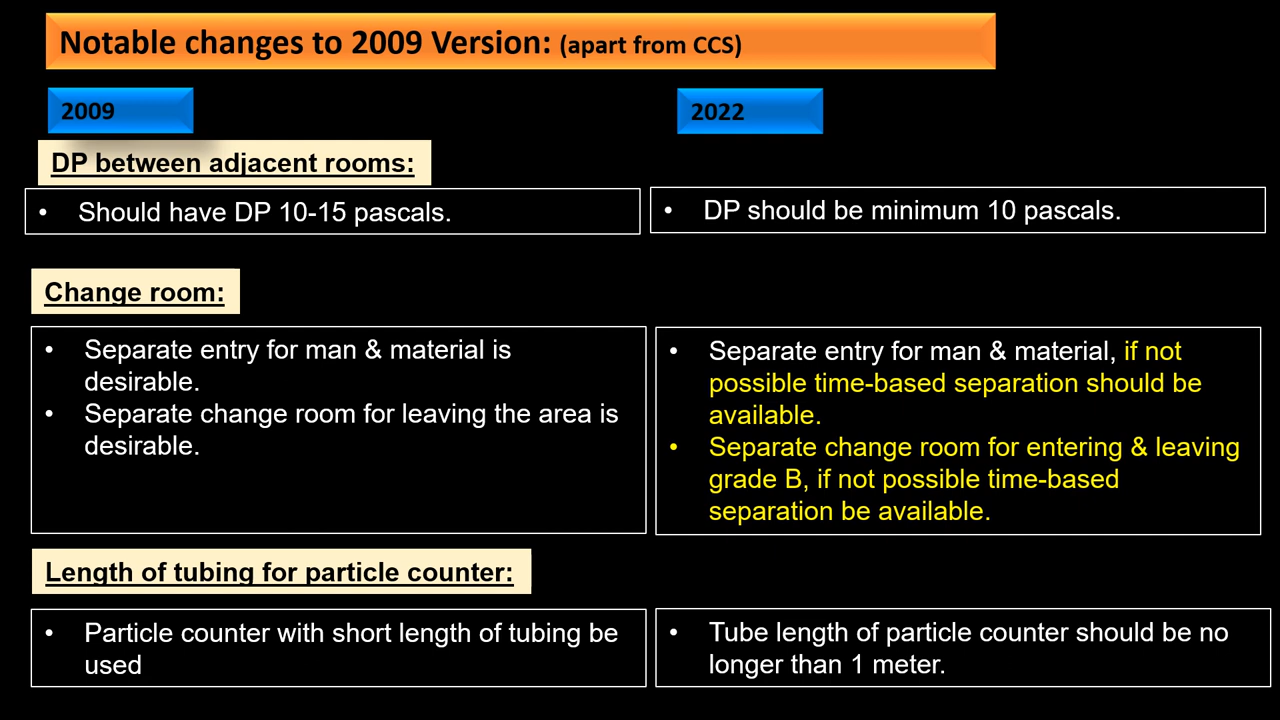 Notable changes to 2009 Version: (apart from CCS)
2009
2022
DP between adjacent rooms:
• Should have DP 10-15 pascals.
• DP should be minimum 10 pascals.
Change room:
• Separate entry for man & material is
desirable.
• Separate change room for leaving the area is
desirable.
• Separate entry for man & material, if not
possible time-based separation should be
available.
• Separate change room for entering & leaving
grade B, if not possible time-based
separation be available.
Length of tubing for particle counter:
• Particle counter with short length of tubing be
used
• Tube length of particle counter should be no
longer than 1 meter.